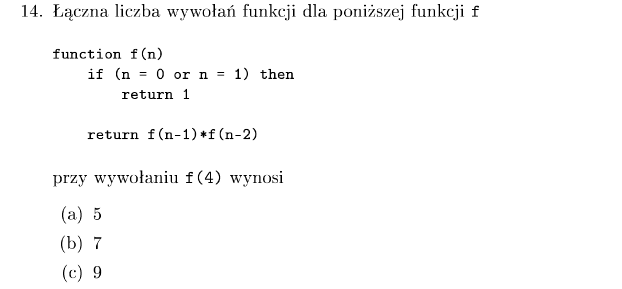 14. Łączna liczba wywołań funkcji dla poniższej funkcji f
function f(n)
if (n = 0 or n = 1) then
return 1
return f(n-1)*f(n-2)
przy wywołaniu f(4) wynosi
(a) 5
(b) 7
(c) 9